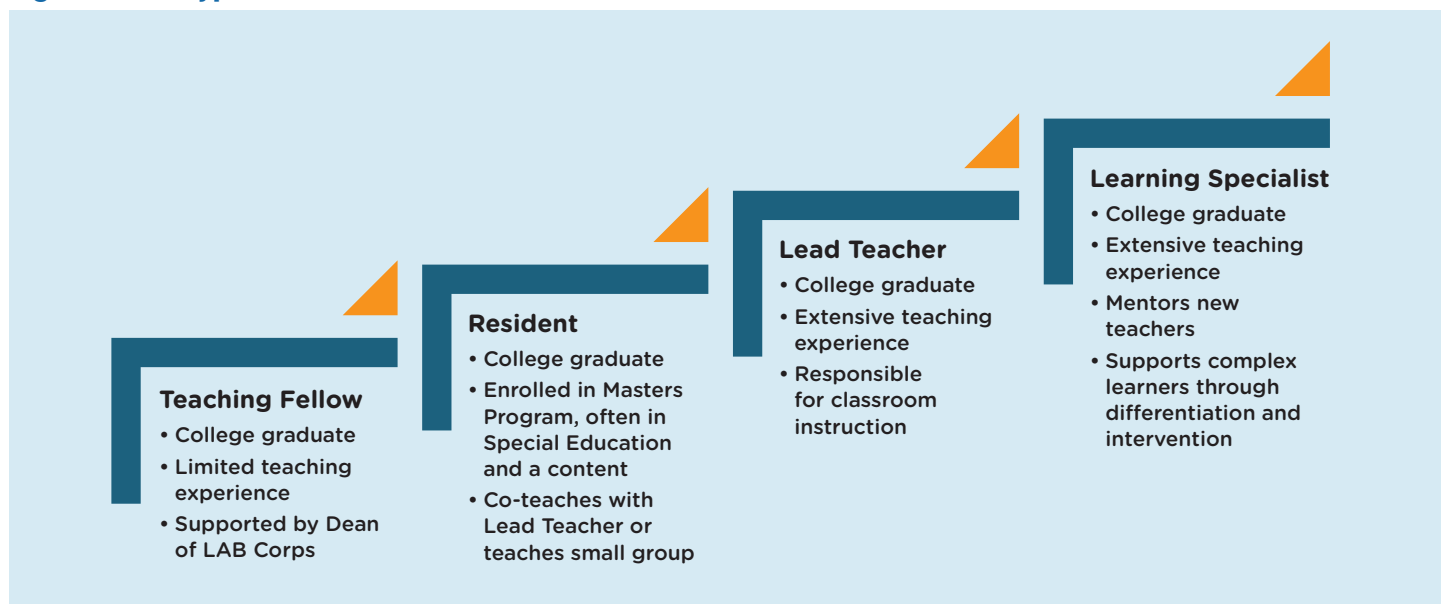 Teaching Fellow
• College graduate
• Limited teaching
experience
• Supported by Dean
of LAB Corps
Resident
• College graduate
• Enrolled in Masters
Program, often in
Special Education
and a content
• Co-teaches with
Lead Teacher or
teaches small group
Lead Teacher
• College graduate
• Extensive teaching
experience
• Responsible
for classroom
instruction
Learning Specialist
• College graduate
• Extensive teaching
experience
• Mentors new
teachers
• Supports complex
learners through
differentiation and
intervention